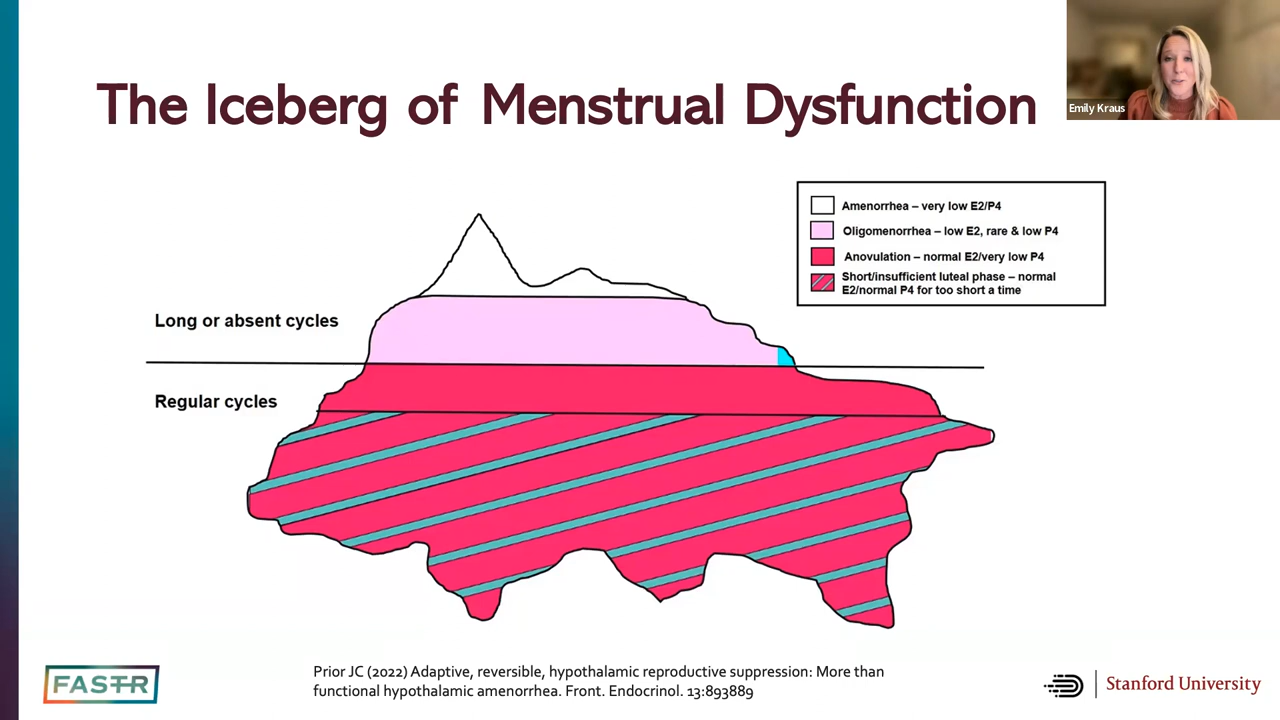 The Iceberg of Menstrual Dysfunction
Emily Kraus
Amenorrhea – very low E2/P4
Oligomenorrhea – low E2, rare & low P4
Anovulation – normal E2/very low P4
Short/insufficient luteal phase – normal
E2/normal P4 for too short a time
Long or absent cycles
Regular cycles
FASTR
Prior JC (2022) Adaptive, reversible, hypothalamic reproductive suppression: More than
functional hypothalamic amenorrhea. Front. Endocrinol. 13:893889
Stanford University